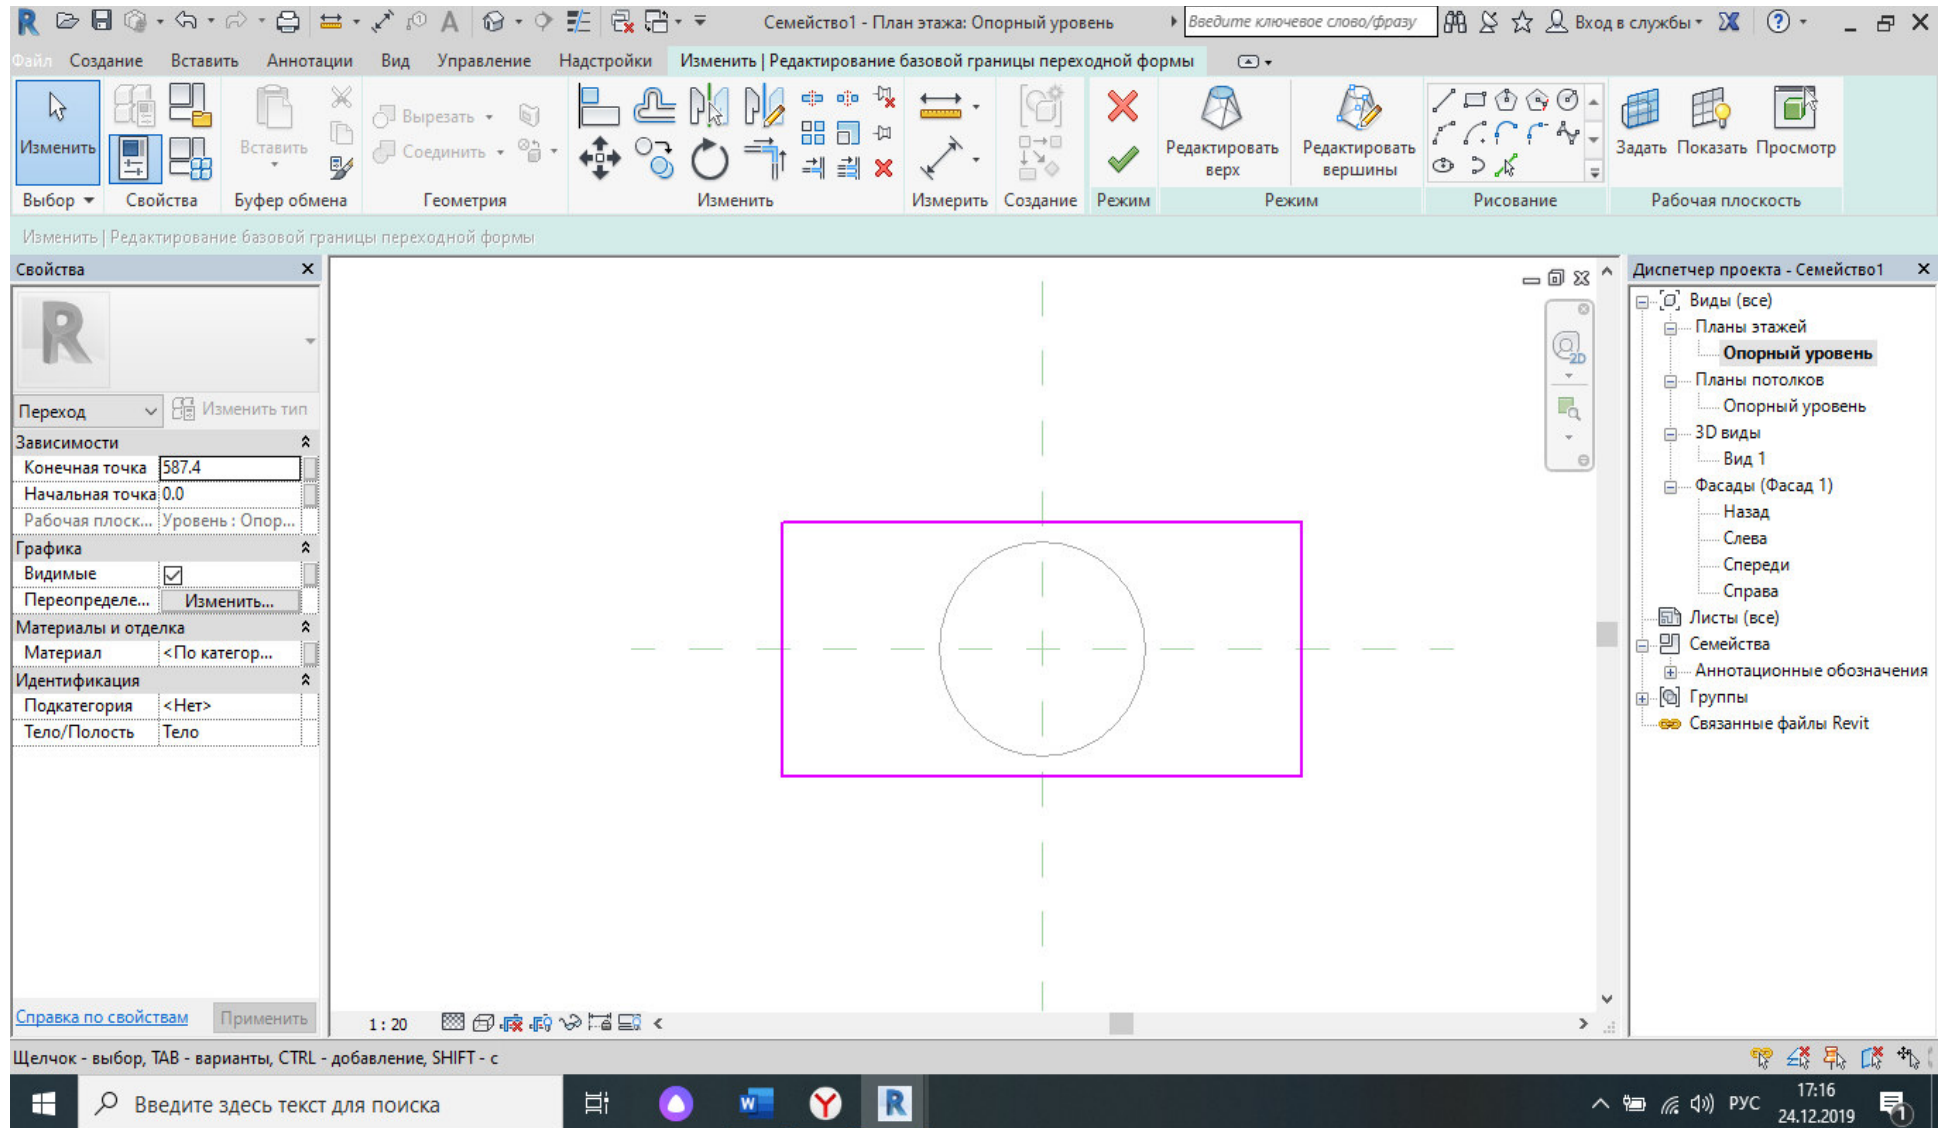 Семейство1 - План этажа: Опорный уровень
Введите ключевое слово/фразу
Вход в службы
Файл Создание Вставить Аннотации Вид Управление Надстройки Изменить | Редактирование базовой границы переходной формы
Изменить
Вставить
Вырезать
Соединить
Редактировать верх
Редактировать вершины
Задать Показать Просмотр
Выбор Свойства Буфер обмена Геометрия Изменить Измерить Создание Режим Режим Рисование Рабочая плоскость
Изменить | Редактирование базовой границы переходной формы
Свойства
R
Переход
Изменить тип
Зависимости
Конечная точка 587.4
Начальная точка 0.0
Рабочая плоск... Уровень : Опор...
Графика
Видимые
Переопределе... Изменить...
Материалы и отделка
Материал <По категор...
Идентификация
Подкатегория <Нет>
Тело/Полость Тело
Справка по свойствам
Применить
2D
1 : 20
Диспетчер проекта - Семейство1
Виды (все)
Планы этажей
Опорный уровень
Планы потолков
Опорный уровень
3D виды
Вид 1
Фасады (Фасад 1)
Назад
Слева
Спереди
Справа
Листы (все)
Семейства
Аннотационные обозначения
Группы
Связанные файлы Revit
Щелчок - выбор, TAB - варианты, CTRL - добавление, SHIFT - с
Введите здесь текст для поиска
РУС
17:16
24.12.2019